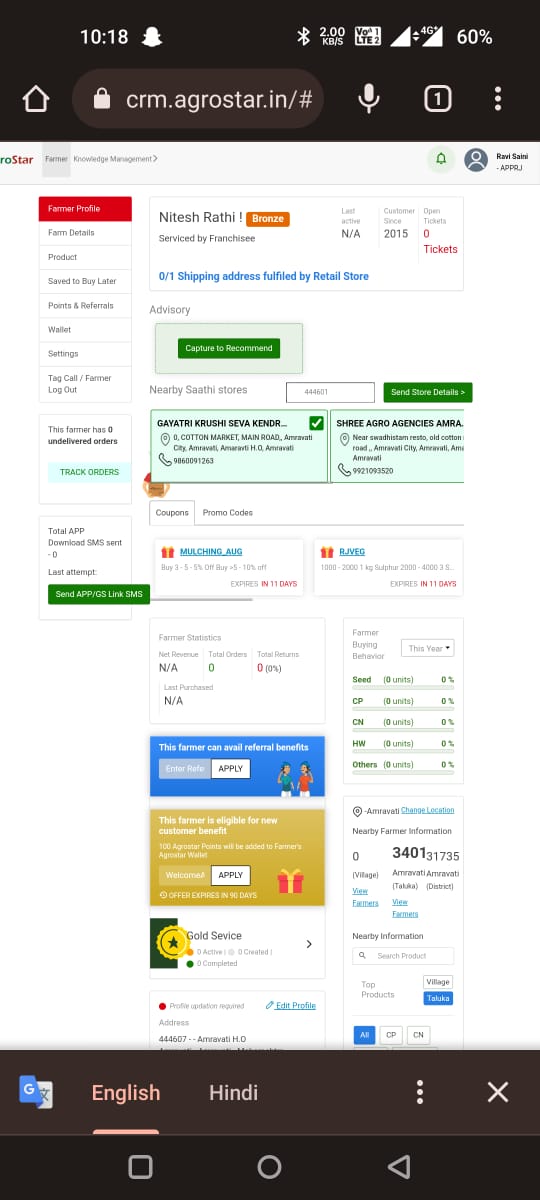 10:18
2.00 KB/S
Vo 1 LTE 2
4G+
60%
crm.agrostar.in/#
1
roStar
Farmer
Knowledge Management
Ravi Saini
- APPRJ
Farmer Profile
Farm Details
Product
Saved to Buy Later
Points & Referrals
Wallet
Settings
Tag Call / Farmer
Log Out
Nitesh Rathi ! Bronze
Serviced by Franchisee
Last active
N/A
Customer Since
2015
Open Tickets
0 Tickets
0/1 Shipping address fulfiled by Retail Store
Advisory
Capture to Recommend
Nearby Saathi stores
444601
Send Store Details >
This farmer has 0
undelivered orders
TRACK ORDERS
GAYATRI KRUSHI SEVA KENDR...
0, COTTON MARKET, MAIN ROAD,, Amravati
City, Amravati, Amaravti H.O, Amravati
9860091263
SHREE AGRO AGENCIES AMRA.
Near swadhistam resto, old cotton
road ,, Amravati City, Amravati, Ama
Amravati
9921093520
Coupons
Promo Codes
Total APP
Download SMS sent
- 0
Last attempt:
Send APP/GS Link SMS
MULCHING_AUG
Buy 3 - 5 - 5% Off Buy >5 - 10% off
EXPIRES IN 11 DAYS
RJVEG
1000 - 2000 1 kg Sulphur 2000 - 4000 3 S...
EXPIRES IN 11 DAYS
Farmer Statistics
Net Revenue
N/A
Total Orders
0
Total Returns
0 (0%)
Last Purchased
N/A
Farmer
Buying
Behavior
This Year
Seed (0 units) 0 %
CP (0 units) 0 %
CN (0 units) 0 %
HW (0 units) 0 %
Others (0 units) 0 %
This farmer can avail referral benefits
Enter Refe
APPLY
This farmer is eligible for new
customer benefit
100 Agrostar Points will be added to Farmer's
Agrostar Wallet
WelcomeA
APPLY
OFFER EXPIRES IN 90 DAYS
-Amravati Change Location
Nearby Farmer Information
0
(Village)
View
Farmers
3401
Amravati
(Taluka)
View
Farmers
31735
Amravati
(District)
Nearby Information
Search Product
Top
Products
Village
Taluka
All
CP
CN
Gold Sevice
0 Active | 0 Created |
0 Completed
Profile updation required
Edit Profile
Address
444607 - - Amravati H.O
English
Hindi